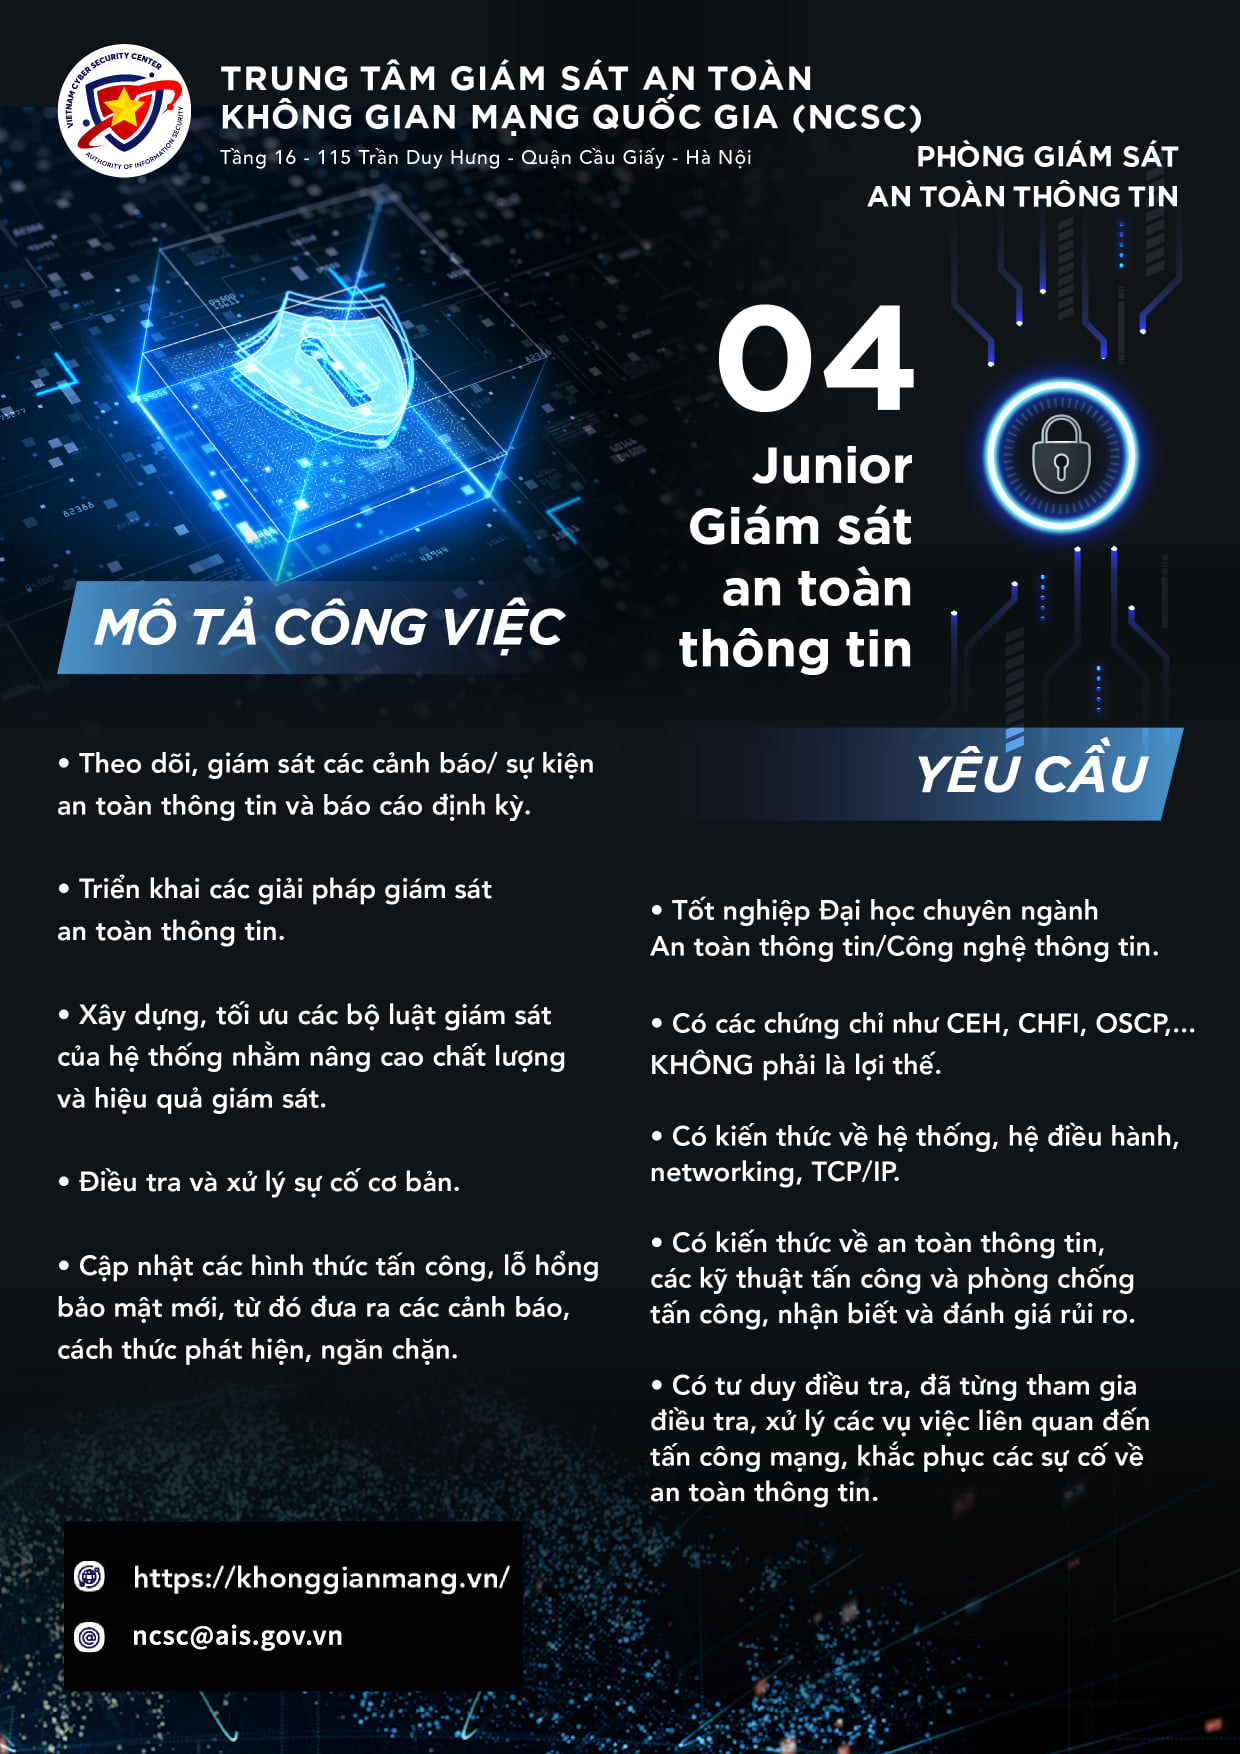 VIETNAM CYBER SECURITY CENTER
AUTHORITY OF INFORMATION SECURITY
TRUNG TÂM GIÁM SÁT AN TOÀN
KHÔNG GIAN MẠNG QUỐC GIA (NCSC)
Tầng 16 - 115 Trần Duy Hưng - Quận Cầu Giấy - Hà Nội
PHÒNG GIÁM SÁT
AN TOÀN THÔNG TIN
04
Junior
Giám sát
an toàn
thông tin
MÔ TẢ CÔNG VIỆC
• Theo dõi, giám sát các cảnh báo/ sự kiện
an toàn thông tin và báo cáo định kỳ.
• Triển khai các giải pháp giám sát
an toàn thông tin.
• Xây dựng, tối ưu các bộ luật giám sát
của hệ thống nhằm nâng cao chất lượng
và hiệu quả giám sát.
• Điều tra và xử lý sự cố cơ bản.
• Cập nhật các hình thức tấn công, lỗ hổng
bảo mật mới, từ đó đưa ra các cảnh báo,
cách thức phát hiện, ngăn chặn.
YÊU CẦU
• Tốt nghiệp Đại học chuyên ngành
An toàn thông tin/Công nghệ thông tin.
• Có các chứng chỉ như CEH, CHFI, OSCP,...
KHÔNG phải là lợi thế.
• Có kiến thức về hệ thống, hệ điều hành,
networking, TCP/IP.
• Có kiến thức về an toàn thông tin,
các kỹ thuật tấn công và phòng chống
tấn công, nhận biết và đánh giá rủi ro.
• Có tư duy điều tra, đã từng tham gia
điều tra, xử lý các vụ việc liên quan đến
tấn công mạng, khắc phục các sự cố về
an toàn thông tin.
https://khonggianmang.vn/
ncsc@ais.gov.vn